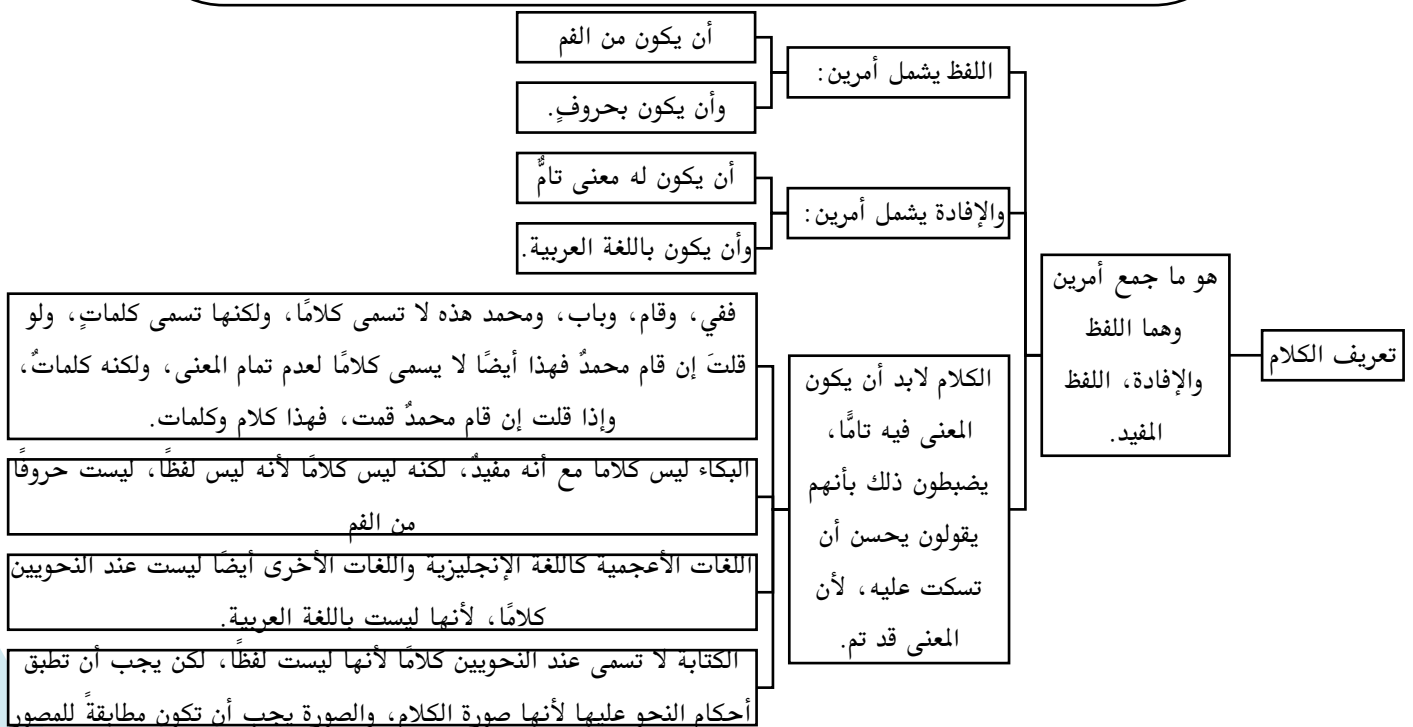 تعريف الكلام
هو ما جمع أمرين
وهما اللفظ
والإفادة، اللفظ
المفيد.
اللفظ يشمل أمرين:
أن يكون من الفم
وأن يكون بحروفٍ.
والإفادة يشمل أمرين:
أن يكون له معنى تامٌّ
وأن يكون باللغة العربية.
الكلام لابد أن يكون
المعنى فيه تامًّا،
يضبطون ذلك بأنهم
يقولون يحسن أن
تسكت عليه، لأن
المعنى قد تم.
ففي، وقام، وباب، ومحمد هذه لا تسمى كلامًا، ولكنها تسمى كلماتٍ، ولو
قلتَ إن قام محمدٌ فهذا أيضًا لا يسمى كلامًا لعدم تمام المعنى، ولكنه كلماتٌ،
وإذا قلت إن قام محمدٌ قمت، فهذا كلام وكلمات.
البكاء ليس كلامًا مع أنه مفيدٌ، لكنه ليس كلامًا لأنه ليس لفظًا، ليست حروفًا
من الفم
اللغات الأعجمية كاللغة الإنجليزية واللغات الأخرى أيضًا ليست عند النحويين
كلامًا، لأنها ليست باللغة العربية.
الكتابة لا تسمى عند النحويين كلامًا لأنها ليست لفظًا، لكن يجب أن تطبق
أحكام النحو عليها لأنها صورة الكلام، والصورة يجب أن تكون مطابقةً للمصور